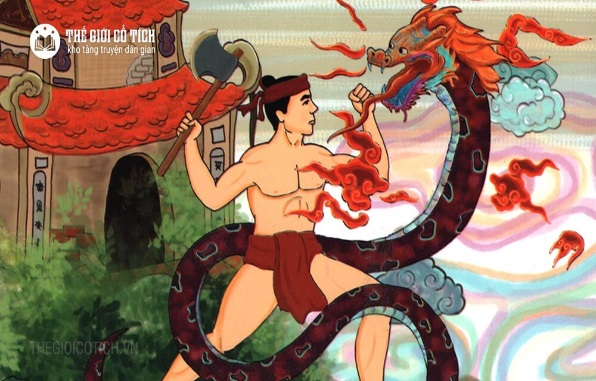 THẾ GIỚI CỔ TÍCH
kho tàng truyện dân gian
THEGIOICOTICH.VN